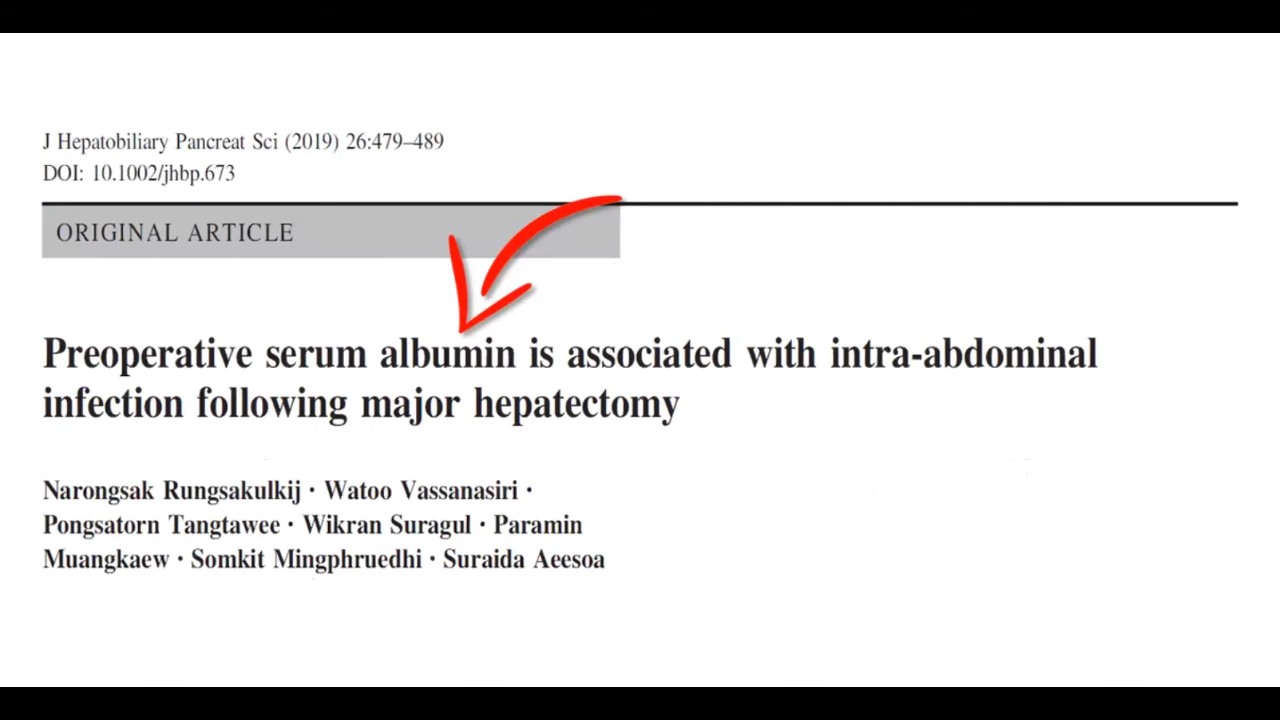 J Hepatobiliary Pancreat Sci (2019) 26:479–489
DOI: 10.1002/jhbp.673
ORIGINAL ARTICLE
Preoperative serum albumin is associated with intra-abdominal
infection following major hepatectomy
Narongsak Rungsakulkij · Watoo Vassanasiri ·
Pongsatorn Tangtawee · Wikran Suragul · Paramin
Muangkaew · Somkit Mingphruedhi · Suraida Aeesoa